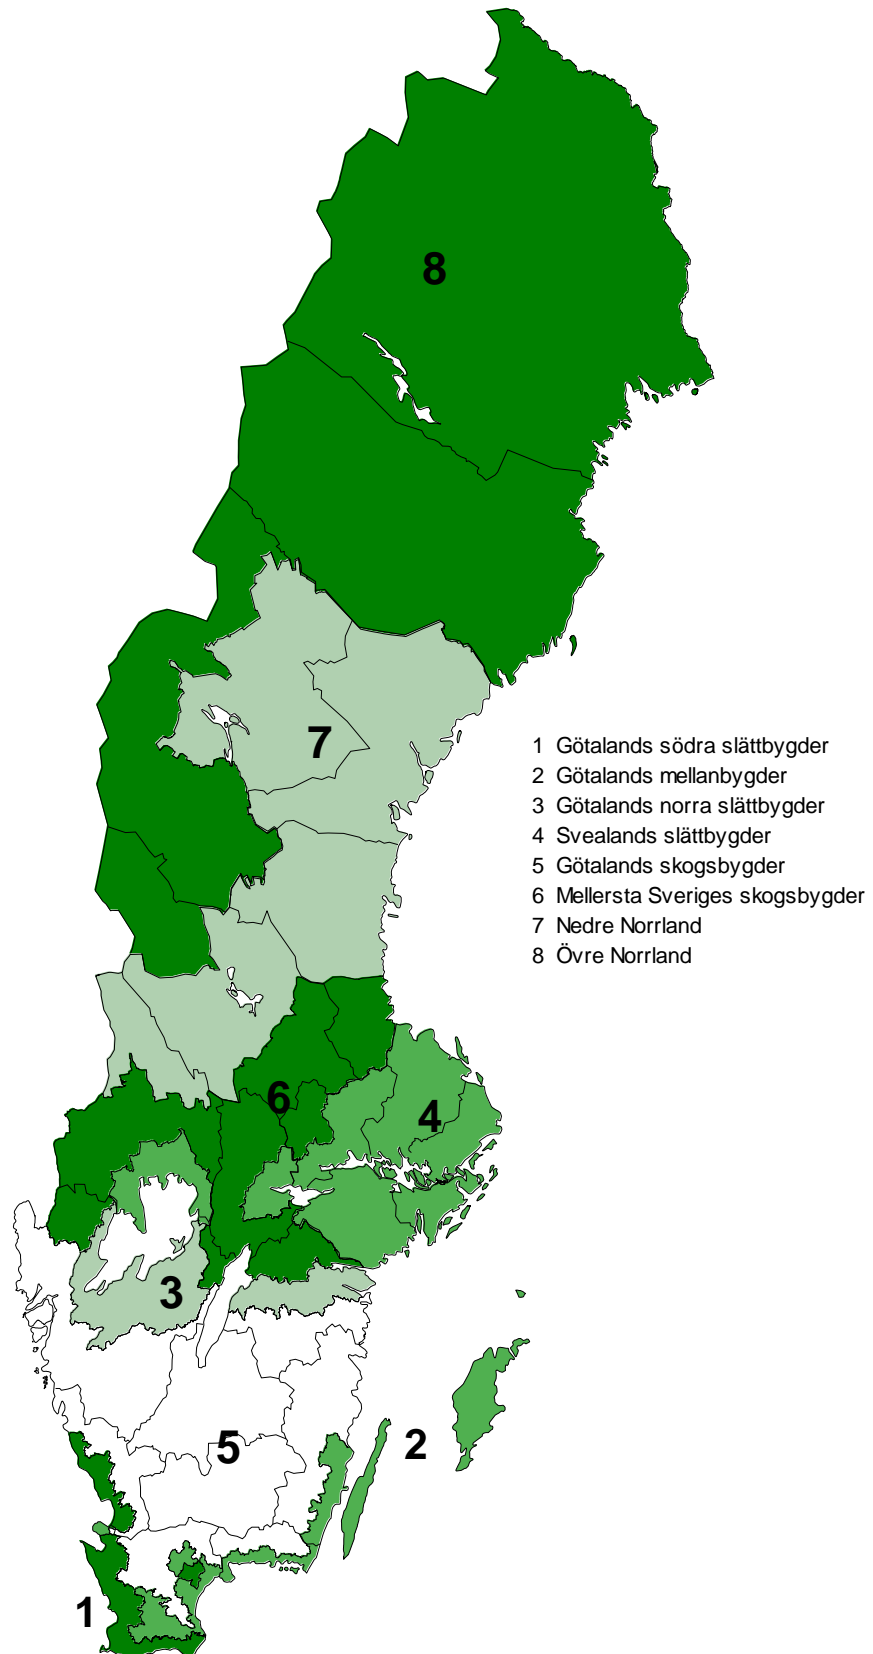 8
7
1 Götalands södra slättbygder
2 Götalands mellanbygder
3 Götalands norra slättbygder
4 Svealands slättbygder
5 Götalands skogsbygder
6 Mellersta Sveriges skogsbygder
7 Nedre Norrland
8 Övre Norrland
6
4
3
5
2
1